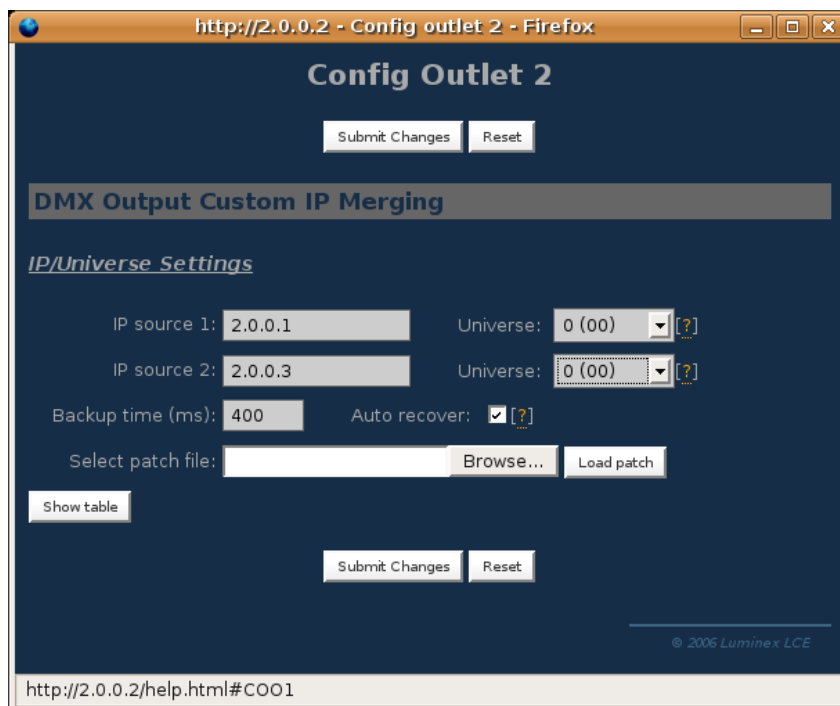 http://2.0.0.2 - Config outlet 2 - Firefox
Config Outlet 2
Submit Changes Reset
DMX Output Custom IP Merging
IP/Universe Settings
IP source 1: 2.0.0.1 Universe: 0 (00) [?]
IP source 2: 2.0.0.3 Universe: 0 (00) [?]
Backup time (ms): 400 Auto recover: [?]
Select patch file: Browse... Load patch
Show table
Submit Changes Reset
© 2006 Luminex LCE
http://2.0.0.2/help.html#COO1